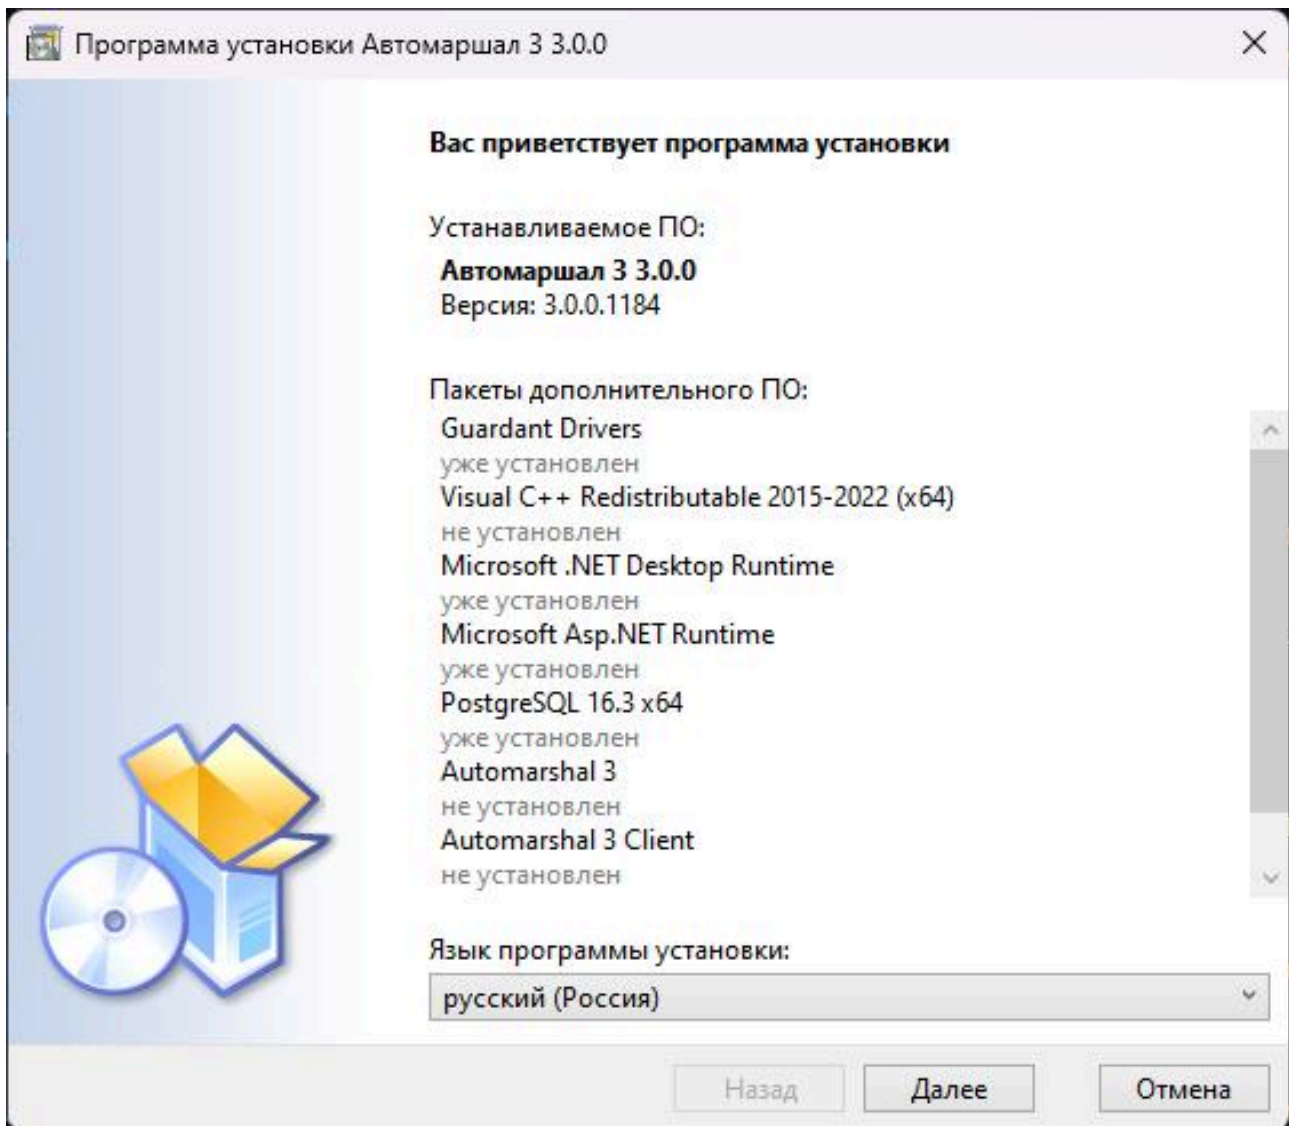 Программа установки Автомаршал 3 3.0.0
Вас приветствует программа установки
Устанавливаемое ПО:
Автомаршал 3 3.0.0
Версия: 3.0.0.1184
Пакеты дополнительного ПО:
Guardant Drivers
уже установлен
Visual C++ Redistributable 2015-2022 (x64)
не установлен
Microsoft .NET Desktop Runtime
уже установлен
Microsoft Asp.NET Runtime
уже установлен
PostgreSQL 16.3 x64
уже установлен
Automarshal 3
не установлен
Automarshal 3 Client
не установлен
Язык программы установки:
русский (Россия)
Назад Далее Отмена